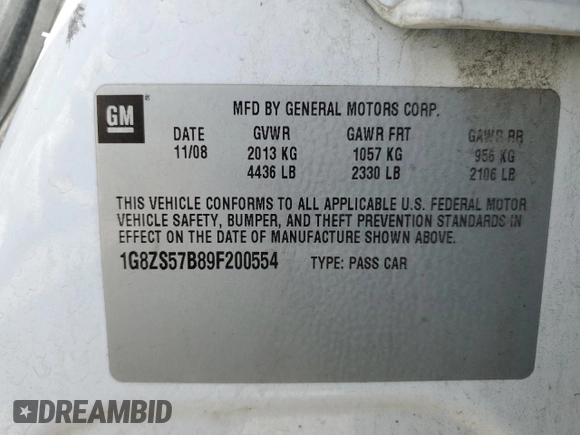 GM ®
MFD BY GENERAL MOTORS CORP.
DATE GVWR GAWR FRT GAWR RR
11/08 2013 KG 1057 KG 956 KG
4436 LB 2330 LB 2106 LB
THIS VEHICLE CONFORMS TO ALL APPLICABLE U.S. FEDERAL MOTOR
VEHICLE SAFETY, BUMPER, AND THEFT PREVENTION STANDARDS IN
EFFECT ON THE DATE OF MANUFACTURE SHOWN ABOVE.
1G8ZS57B89F200554 TYPE: PASS CAR
DREAMBID